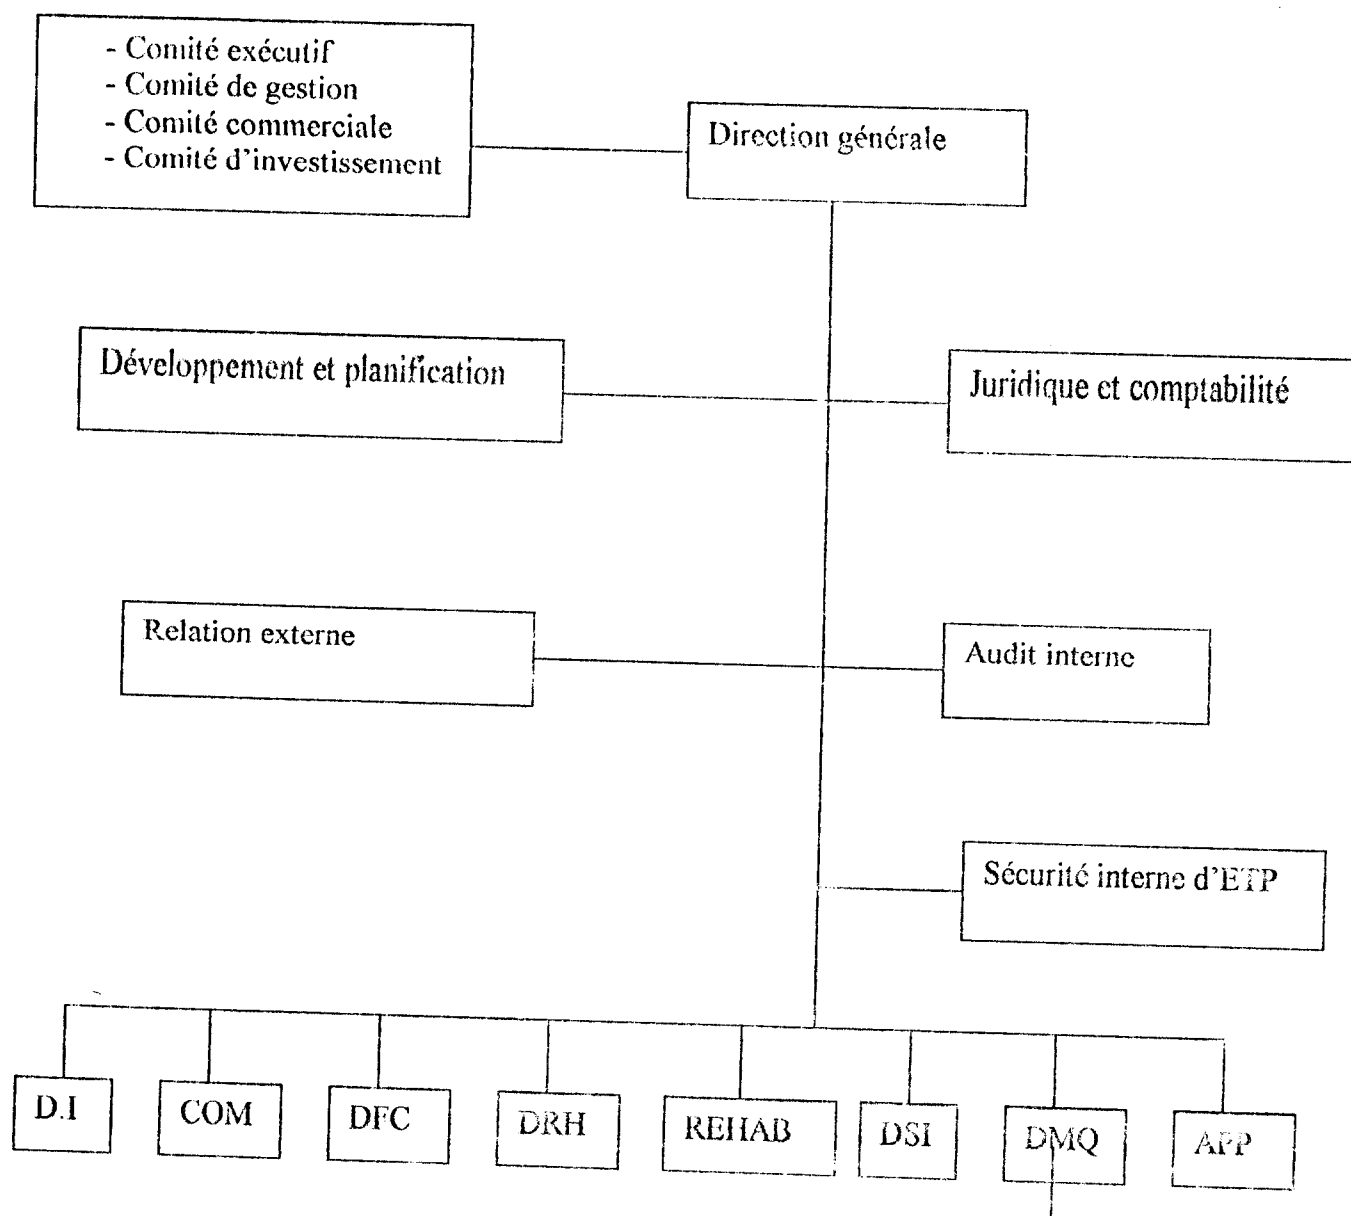 - Comité exécutif
- Comité de gestion
- Comité commerciale
- Comité d'investissement
Direction générale
Développement et planification
Juridique et comptabilité
Relation externe
Audit interne
Sécurité interne d'ETP
D.I
COM
DFC
DRH
REHAB
DSI
DMQ
APP